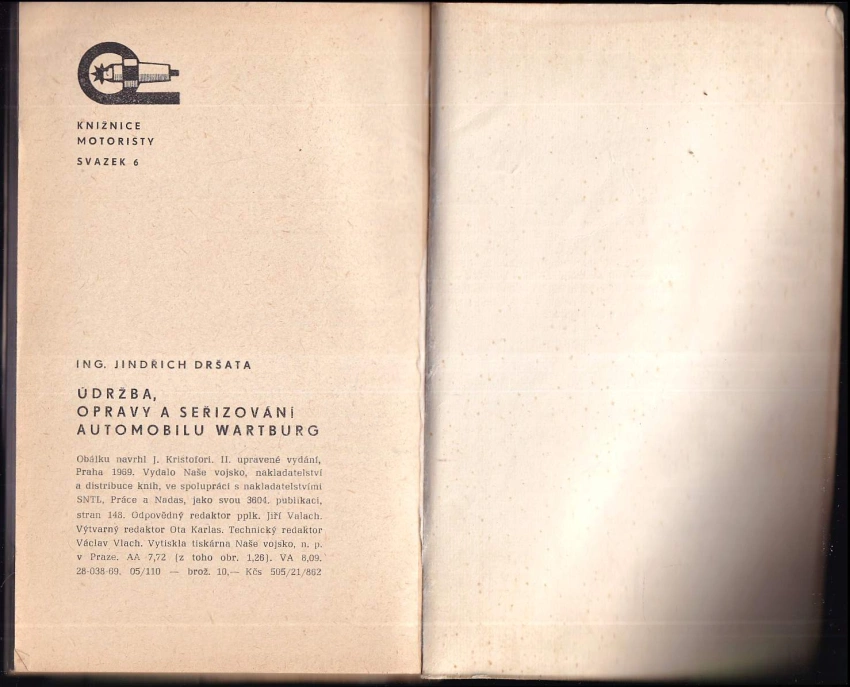 KNIŽNICE
MOTORISTY
SVAZEK 6
ING. JINDŘICH DRŠATA
ÚDRŽBA,
OPRAVY A SEŘIZOVÁNÍ
AUTOMOBILU WARTBURG
Obálku navrhl J. Kristofori. II. upravené vydání,
Praha 1969. Vydalo Naše vojsko, nakladatelství
a distribuce knih, ve spolupráci s nakladatelstvími
SNTL, Práce a Nadas, jako svou 3604. publikaci,
stran 148. Odpovědný redaktor pplk. Jiří Valach.
Výtvarný redaktor Ota Karlas. Technický redaktor
Václav Vlach. Vytiskla tiskárna Naše vojsko, n. p.
v Praze. AA 7,72 (z toho obr. 1,26). VA 8,09.
28-038-69. 05/110 — brož. 10,— Kčs 505/21/862